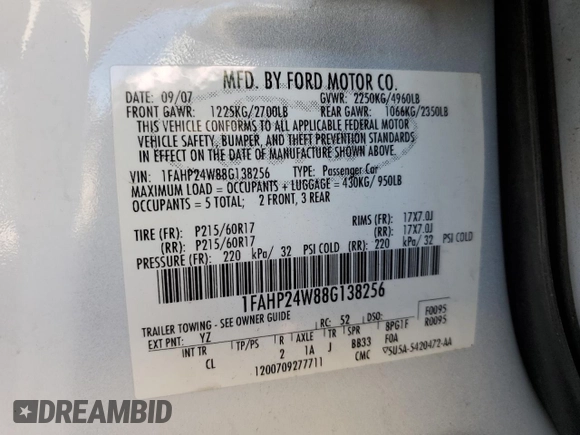 MFD. BY FORD MOTOR CO.
DATE: 09/07 GVWR: 2250KG/4960LB
FRONT GAWR: 1225KG/2700LB REAR GAWR: 1066KG/2350LB
THIS VEHICLE CONFORMS TO ALL APPLICABLE FEDERAL MOTOR
VEHICLE SAFETY, BUMPER, AND THEFT PREVENTION STANDARDS
IN EFFECT ON THE DATE OF MANUFACTURE SHOWN ABOVE.
VIN: 1FAHP24W88G138256 TYPE: Passenger Car
MAXIMUM LOAD = OCCUPANTS + LUGGAGE = 430KG/ 950LB
OCCUPANTS = 5 TOTAL; 2 FRONT, 3 REAR
TIRE (FR): P215/60R17 RIMS (FR): 17X7.0J
(RR): P215/60R17 (RR): 17X7.0J
PRESSURE (FR): 220 kPa/ 32 PSI COLD (RR): 220 kPa/ 32 PSI COLD
1FAHP24W88G138256
TRAILER TOWING - SEE OWNER GUIDE
EXT PNT: YZ RC: 52 DSO: F0095
R0095
INT TR TP/PS R AXLE TR SPR BPGTF
CL 2 1A J BB33 F0A
1200709277711 CMC ▽5USA-5420472-AA
DREAMBID